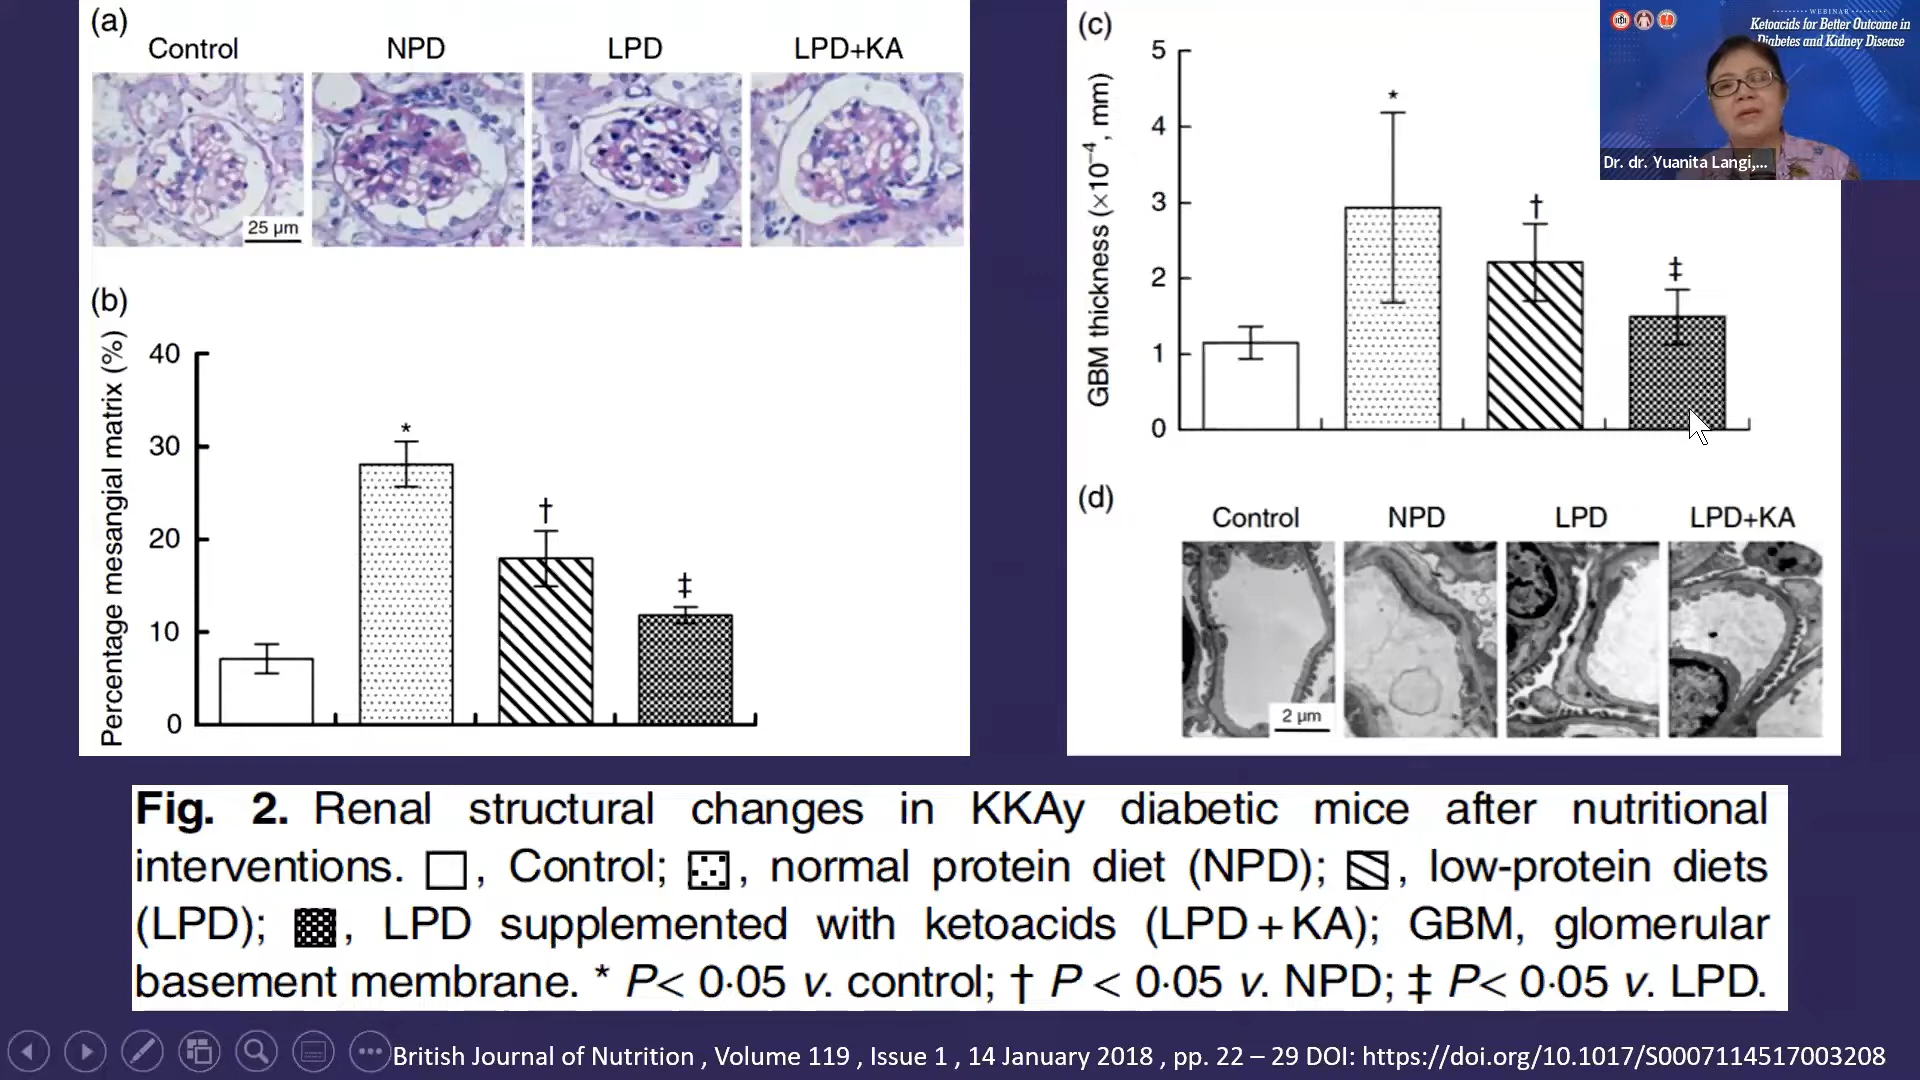 (a)
Control NPD LPD LPD+KA
25 µm
(b)
Percentage mesangial matrix (%)
40
30
20
10
0
*
†
‡
(c)
GBM thickness (×10⁻⁴, mm)
5
4
3
2
1
0
*
†
‡
(d)
Control NPD LPD LPD+KA
2 µm
WEBINAR
Ketoacids for Better Outcome in
Diabetes and Kidney Disease
Dr. dr. Yuanita Langi,...
Fig. 2. Renal structural changes in KKAy diabetic mice after nutritional
interventions. □, Control; , normal protein diet (NPD); , low-protein diets
(LPD); , LPD supplemented with ketoacids (LPD+KA); GBM, glomerular
basement membrane. * P< 0·05 v. control; † P < 0·05 v. NPD; ‡ P< 0·05 v. LPD.
British Journal of Nutrition , Volume 119 , Issue 1 , 14 January 2018 , pp. 22 – 29 DOI: https://doi.org/10.1017/S0007114517003208